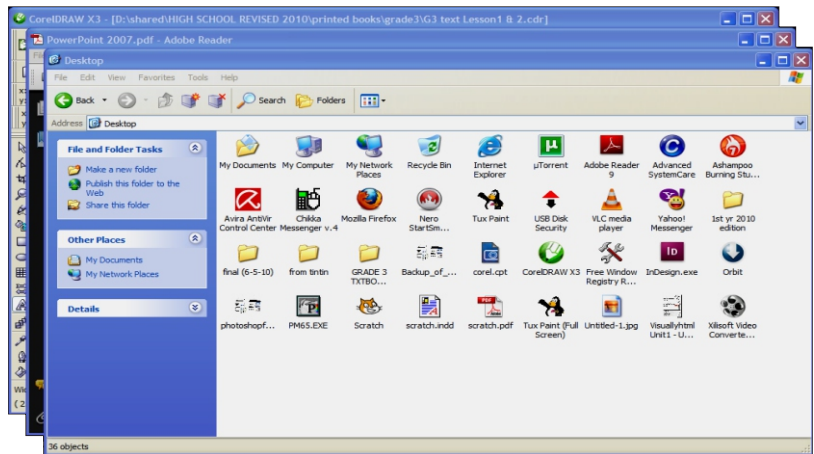 CorelDRAW X3 - [D:\shared\HIGH SCHOOL REVISED 2010\printed books\grade3\G3 text Lesson1 & 2.cdr]
PowerPoint 2007.pdf - Adobe Reader
Desktop
File Edit View Favorites Tools Help
Back Search Folders
Address Desktop
File and Folder Tasks
Make a new folder
Publish this folder to the
Web
Share this folder
Other Places
My Documents
My Network Places
Details
My Documents My Computer My Network Places Recycle Bin Internet Explorer µTorrent Adobe Reader 9 Advanced SystemCare Ashampoo Burning Stu...
Avira AntiVir Control Center Chikka Messenger v.4 Mozilla Firefox Nero StartSm... Tux Paint USB Disk Security VLC media player Yahoo! Messenger 1st yr 2010 edition
final (6-5-10) from tintin GRADE 3 TXTBO... Backup_of_... corel.cpt CorelDRAW X3 Free Window Registry R... InDesign.exe Orbit
photoshopf... PM65.EXE Scratch scratch.indd scratch.pdf Tux Paint (Full Screen) Untitled-1.jpg Visuallyhtml Unit1 - U... Xilisoft Video Converte...
36 objects